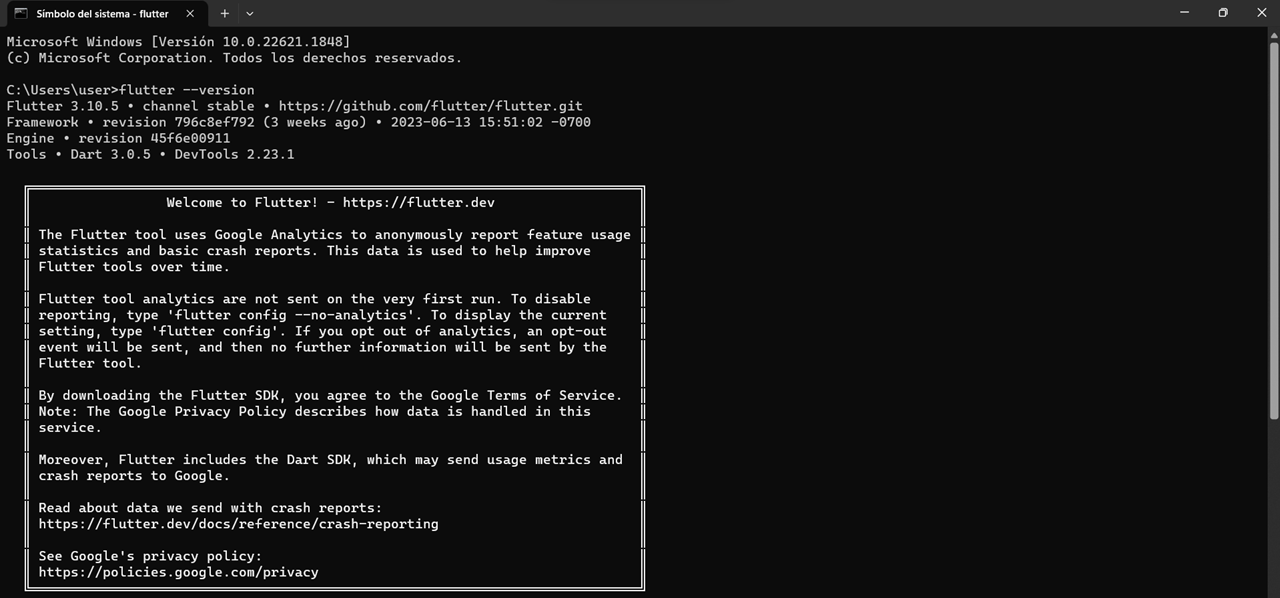 Símbolo del sistema - flutter
Microsoft Windows [Versión 10.0.22621.1848]
(c) Microsoft Corporation. Todos los derechos reservados.
C:\Users\user>flutter --version
Flutter 3.10.5 • channel stable • https://github.com/flutter/flutter.git
Framework • revision 796c8ef792 (3 weeks ago) • 2023-06-13 15:51:02 -0700
Engine • revision 45f6e00911
Tools • Dart 3.0.5 • DevTools 2.23.1
Welcome to Flutter! - https://flutter.dev
The Flutter tool uses Google Analytics to anonymously report feature usage
statistics and basic crash reports. This data is used to help improve
Flutter tools over time.
Flutter tool analytics are not sent on the very first run. To disable
reporting, type 'flutter config --no-analytics'. To display the current
setting, type 'flutter config'. If you opt out of analytics, an opt-out
event will be sent, and then no further information will be sent by the
Flutter tool.
By downloading the Flutter SDK, you agree to the Google Terms of Service.
Note: The Google Privacy Policy describes how data is handled in this
service.
Moreover, Flutter includes the Dart SDK, which may send usage metrics and
crash reports to Google.
Read about data we send with crash reports:
https://flutter.dev/docs/reference/crash-reporting
See Google's privacy policy:
https://policies.google.com/privacy